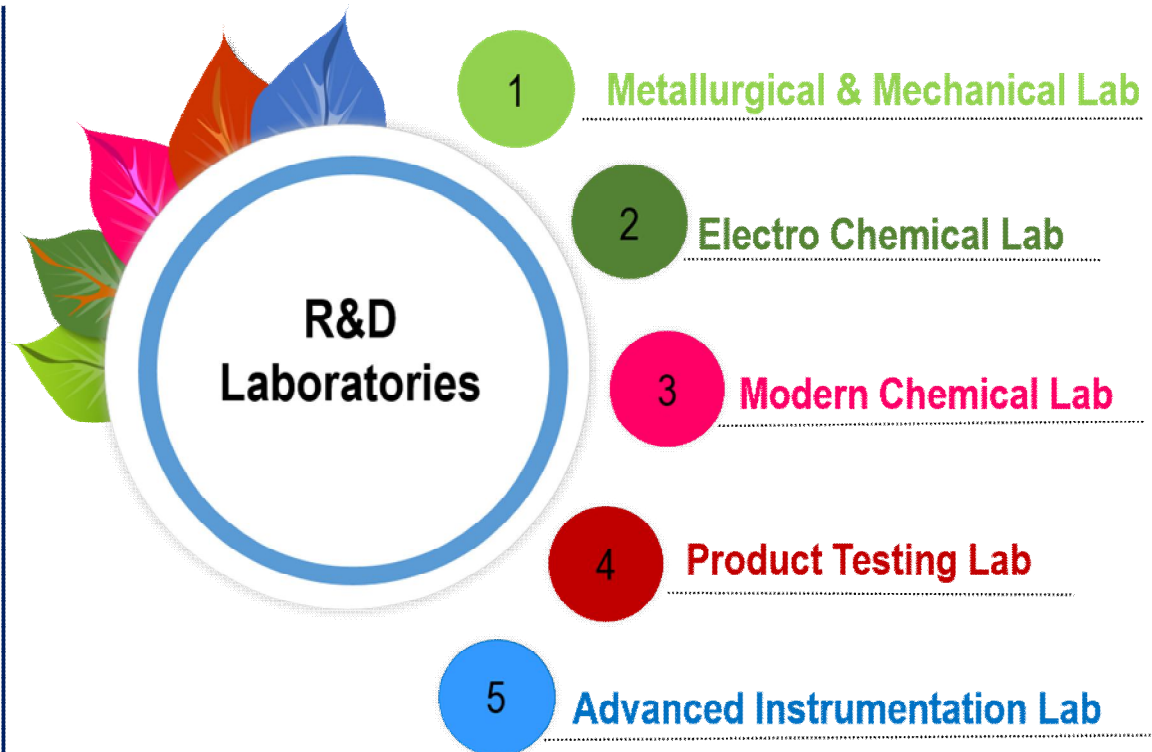 R&D
Laboratories
1
Metallurgical & Mechanical Lab
2
Electro Chemical Lab
3
Modern Chemical Lab
4
Product Testing Lab
5
Advanced Instrumentation Lab